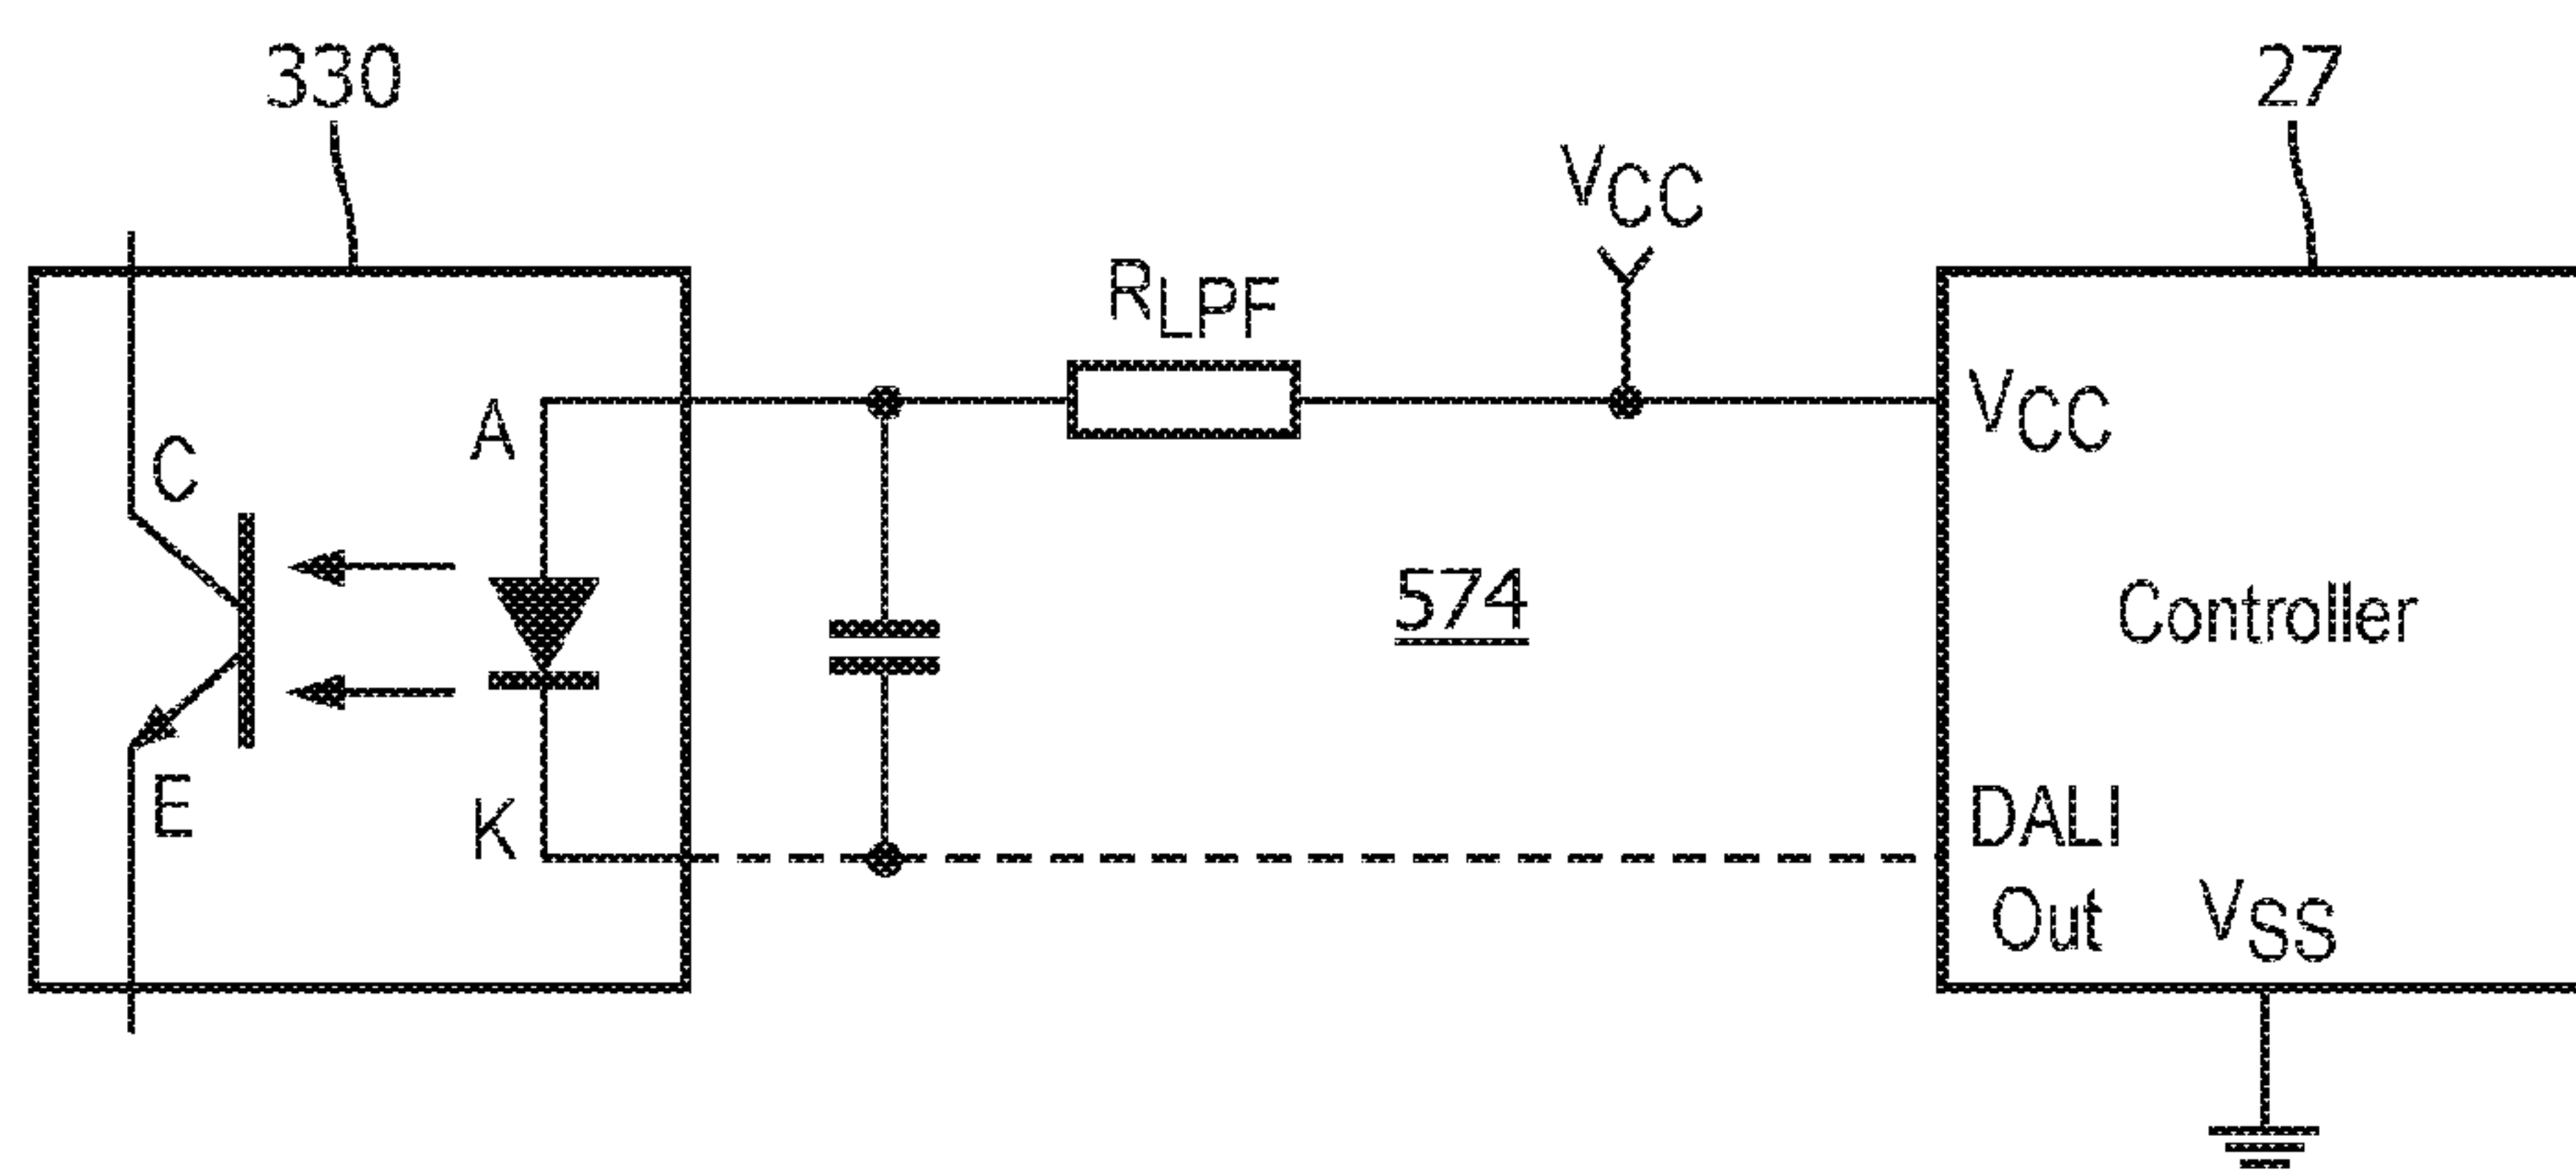 330
27
VCC
RLPF
A
VCC
C
574
Controller
E
K
DALI
Out
VSS